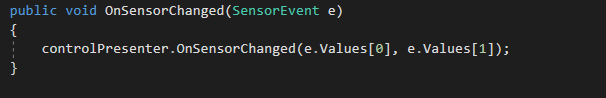 public void OnSensorChanged(SensorEvent e)
{
controlPresenter.OnSensorChanged(e.Values[0], e.Values[1]);
}